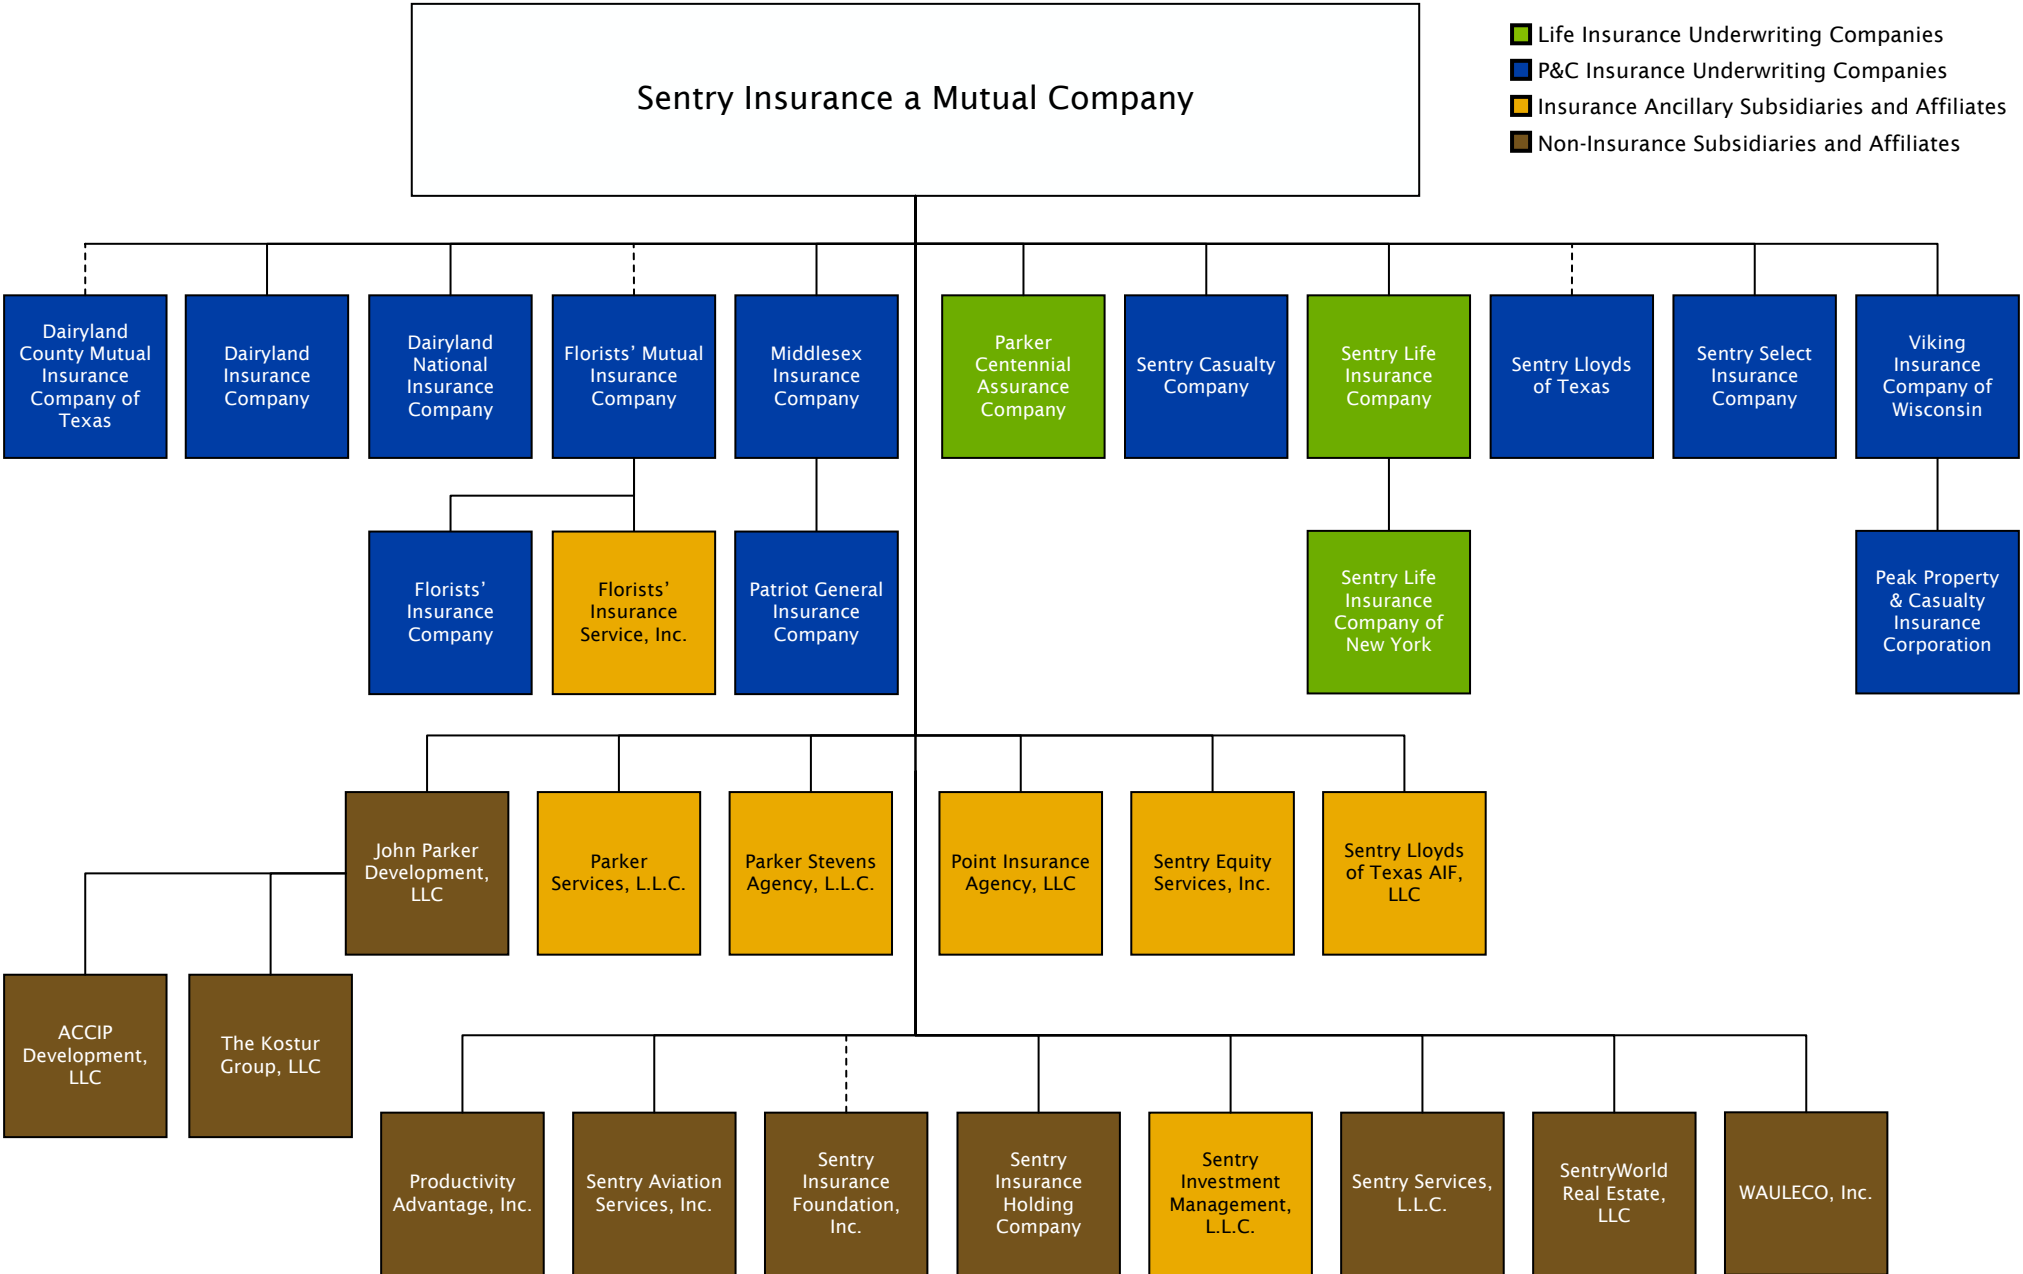 Sentry Insurance a Mutual Company
Life Insurance Underwriting Companies
P&C Insurance Underwriting Companies
Insurance Ancillary Subsidiaries and Affiliates
Non-Insurance Subsidiaries and Affiliates
Dairyland
County Mutual
Insurance
Company of
Texas
Dairyland
Insurance
Company
Dairyland
National
Insurance
Company
Florists’ Mutual
Insurance
Company
Middlesex
Insurance
Company
Parker
Centennial
Assurance
Company
Sentry Casualty
Company
Sentry Life
Insurance
Company
Sentry Lloyds
of Texas
Sentry Select
Insurance
Company
Viking
Insurance
Company of
Wisconsin
Florists’
Insurance
Company
Florists’
Insurance
Service, Inc.
Patriot General
Insurance
Company
Sentry Life
Insurance
Company of
New York
Peak Property
& Casualty
Insurance
Corporation
John Parker
Development,
LLC
Parker
Services, L.L.C.
Parker Stevens
Agency, L.L.C.
Point Insurance
Agency, LLC
Sentry Equity
Services, Inc.
Sentry Lloyds
of Texas AIF,
LLC
ACCIP
Development,
LLC
The Kostur
Group, LLC
Productivity
Advantage, Inc.
Sentry Aviation
Services, Inc.
Sentry
Insurance
Foundation,
Inc.
Sentry
Insurance
Holding
Company
Sentry
Investment
Management,
L.L.C.
Sentry Services,
L.L.C.
SentryWorld
Real Estate,
LLC
WAULECO, Inc.